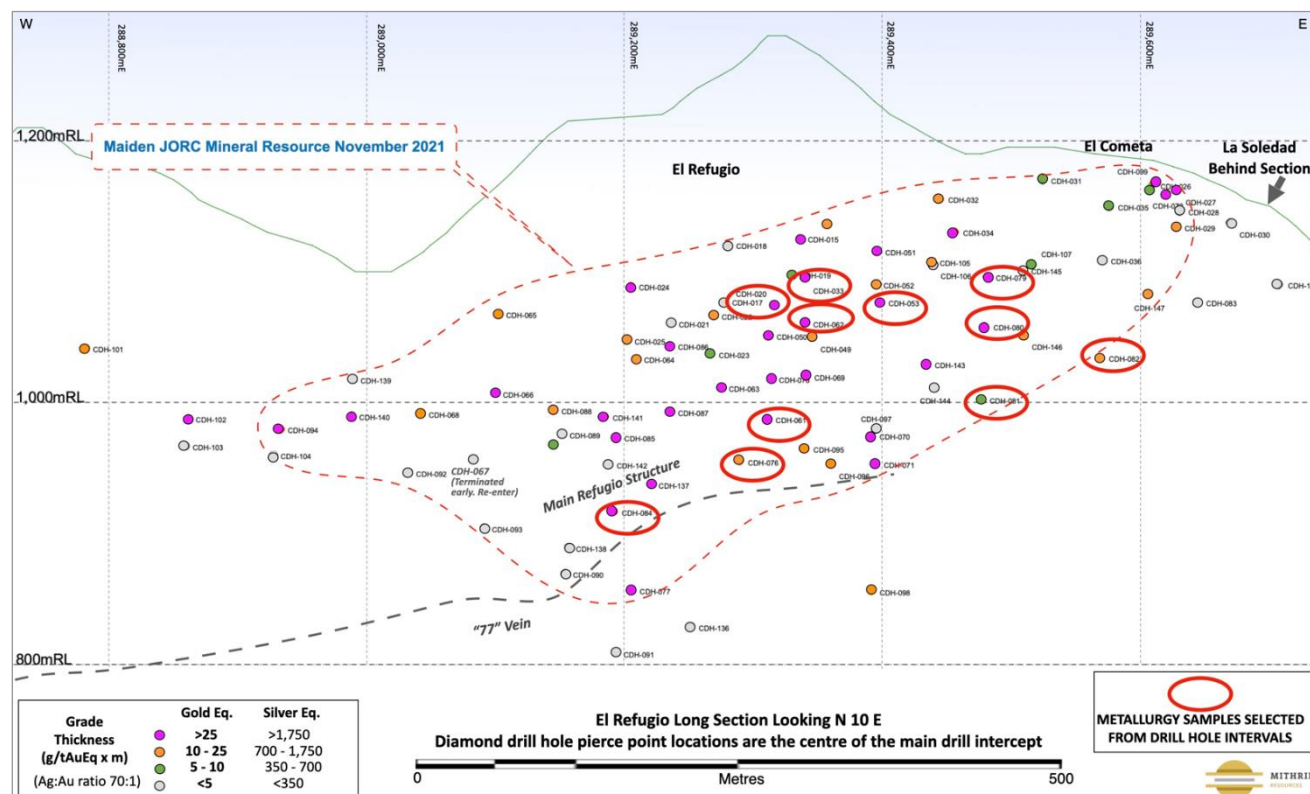 W
E
288,800mE
289,000mE
289,200mE
289,400mE
289,600mE
1,200mRL
1,000mRL
800mRL
Maiden JORC Mineral Resource November 2021
El Refugio
El Cometa
La Soledad
Behind Section
CDH-099
CDH-026
CDH-027
CDH-028
CDH-029
CDH-030
CDH-031
CDH-035
CDH-032
CDH-034
CDH-018
CDH-015
CDH-051
CDH-105
CDH-106
CDH-107
CDH-145
CDH-036
CDH-024
CDH-020
CDH-017
CDH-033
CDH-052
CDH-053
CDH-079
CDH-147
CDH-083
CDH-065
CDH-021
CDH-062
CDH-080
CDH-101
CDH-025
CDH-086
CDH-050
CDH-049
CDH-146
CDH-064
CDH-023
CDH-082
CDH-139
CDH-063
CDH-069
CDH-143
CDH-144
CDH-066
CDH-102
CDH-140
CDH-068
CDH-088
CDH-141
CDH-087
CDH-061
CDH-097
CDH-094
CDH-089
CDH-085
CDH-070
CDH-103
CDH-104
CDH-092
CDH-067
(Terminated
early. Re-enter)
CDH-142
CDH-076
CDH-095
CDH-096
CDH-071
Main Refugio Structure
CDH-137
CDH-084
CDH-093
CDH-138
CDH-090
CDH-077
CDH-098
"77" Vein
CDH-136
CDH-091
Grade
Thickness
(g/tAuEq x m)
(Ag:Au ratio 70:1)
Gold Eq. Silver Eq.
>25 >1,750
10 - 25 700 - 1,750
5 - 10 350 - 700
<5 <350
El Refugio Long Section Looking N 10 E
Diamond drill hole pierce point locations are the centre of the main drill intercept
0 500
Metres
METALLURGY SAMPLES SELECTED
FROM DRILL HOLE INTERVALS
RESOURCES